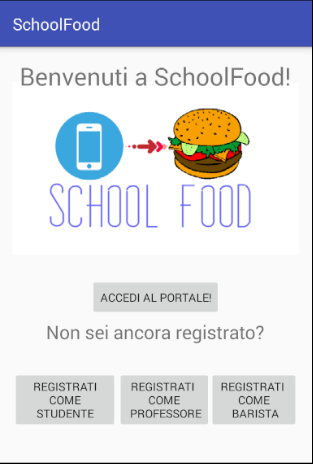 SchoolFood
Benvenuti a SchoolFood!
SCHOOL FOOD
ACCEDI AL PORTALE!
Non sei ancora registrato?
REGISTRATI
COME
STUDENTE
REGISTRATI
COME
PROFESSORE
REGISTRATI
COME
BARISTA